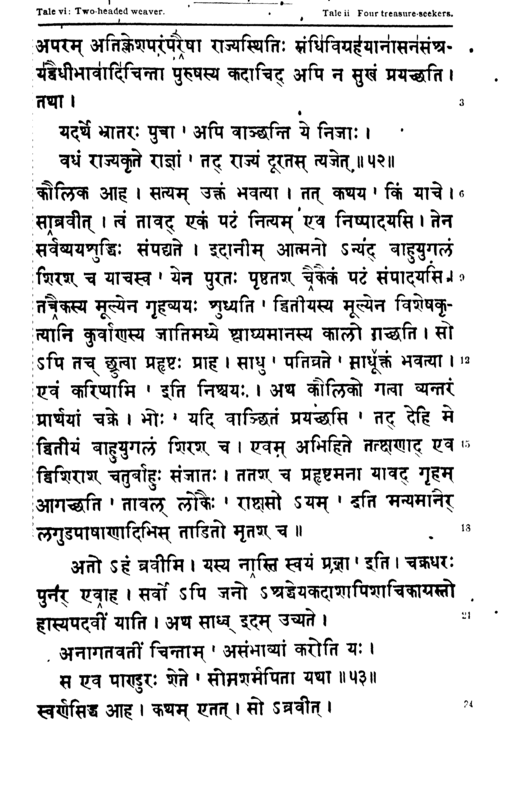 Tale vi: Two-headed weaver. Tale ii Four treasure-seekers.
अपरम् अतिक्लेशपरंपरैषा राज्यस्थितिः संधिविग्रहयानासनसंश्र-
यद्वैधीभावादिचिन्ता पुरुषस्य कदाचिद् अपि न सुखं प्रयच्छति ।
तथा । 3
यदर्थे भ्रातरः पुत्रा ' अपि वाञ्छन्ति ये निजाः ।
वधं राज्यकृते राज्ञां ' तद् राज्यं दूरतस् त्यजेत् ॥ ५२॥
कौलिक आह । सत्यम् उक्तं भवत्या । तत् कथय ' किं याचे । 6
साब्रवीत् । त्वं तावद् एकं पटं नित्यम् एव निष्पादयसि । तेन
सर्वव्ययशुद्धिः संपद्यते । इदानीम् आत्मनो ऽन्यद् बाहुयुगलं
शिरश् च याचस्व ' येन पुरतः पृष्ठतश् चैकैकं पटं संपादयसि । 9
तत्रैकस्य मूल्येन गृहव्ययः शुध्यति ' द्वितीयस्य मूल्येन विशेषकृ-
त्यानि कुर्वाणस्य जातिमध्ये श्लाघ्यमानस्य कालो गच्छति । सो
ऽपि तच् छ्रुत्वा प्रहृष्टः प्राह । साधु ' पतिव्रते ' साधूक्तं भवत्या । 12
एवं करिष्यामि ' इति निश्चयः । अथ कौलिको गत्वा व्यन्तरं
प्रार्थयां चक्रे । भोः ' यदि वाञ्छितं प्रयच्छसि ' तद् देहि मे
द्वितीयं बाहुयुगलं शिरश् च । एवम् अभिहिते तत्क्षणाद् एव 15
द्विशिराश् चतुर्बाहुः संजातः । ततश् च प्रहृष्टमना यावद् गृहम्
आगच्छति ' तावल् लोकैः ' राक्षसो ऽयम् ' इति मन्यमानैर्
लगुडपाषाणादिभिस् ताडितो मृतश् च ॥ 18
अतो ऽहं ब्रवीमि । यस्य नास्ति स्वयं प्रज्ञा ' इति । चक्रधरः
पुनर् एवाह । सर्वो ऽपि जनो ऽश्रद्धेयकदाशापिशाचिकाग्रस्तो
हास्यपदवीं याति । अथ साध्व् इदम् उच्यते । 21
अनागतवतीं चिन्ताम् ' असंभाव्यां करोति यः ।
स एव पाण्डुरः शेते ' सोमशर्मपिता यथा ॥ ५३॥
स्वर्णसिद्ध आह । कथम् एतत् । सो ऽब्रवीत् । 24